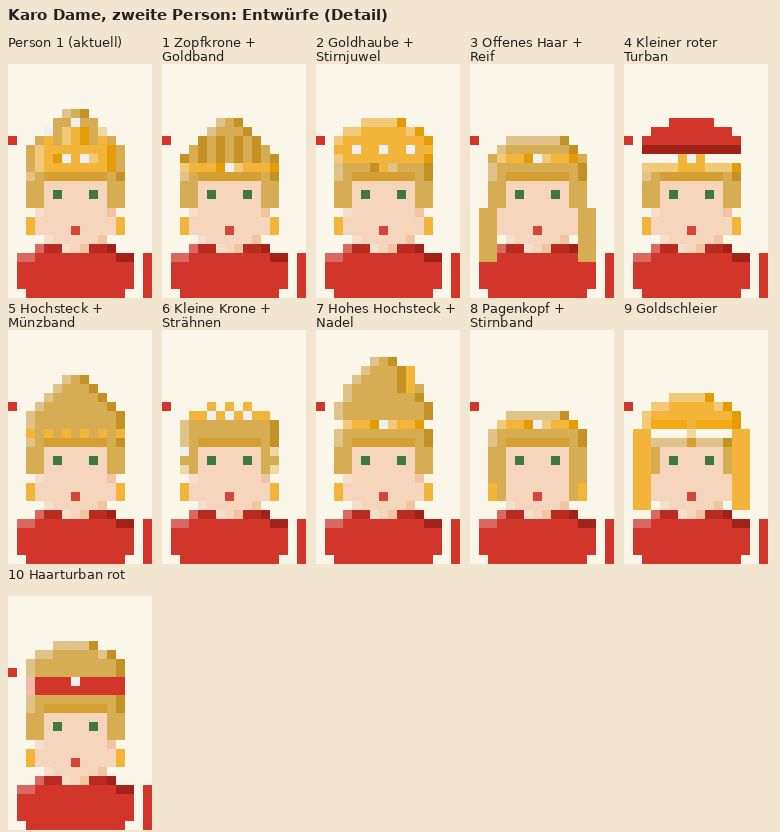 Karo Dame, zweite Person: Entwürfe (Detail)
Person 1 (aktuell)
1 Zopfkrone +
Goldband
2 Goldhaube +
Stirnjuwel
3 Offenes Haar +
Reif
4 Kleiner roter
Turban
5 Hochsteck +
Münzband
6 Kleine Krone +
Strähnen
7 Hohes Hochsteck +
Nadel
8 Pagenkopf +
Stirnband
9 Goldschleier
10 Haarturban rot